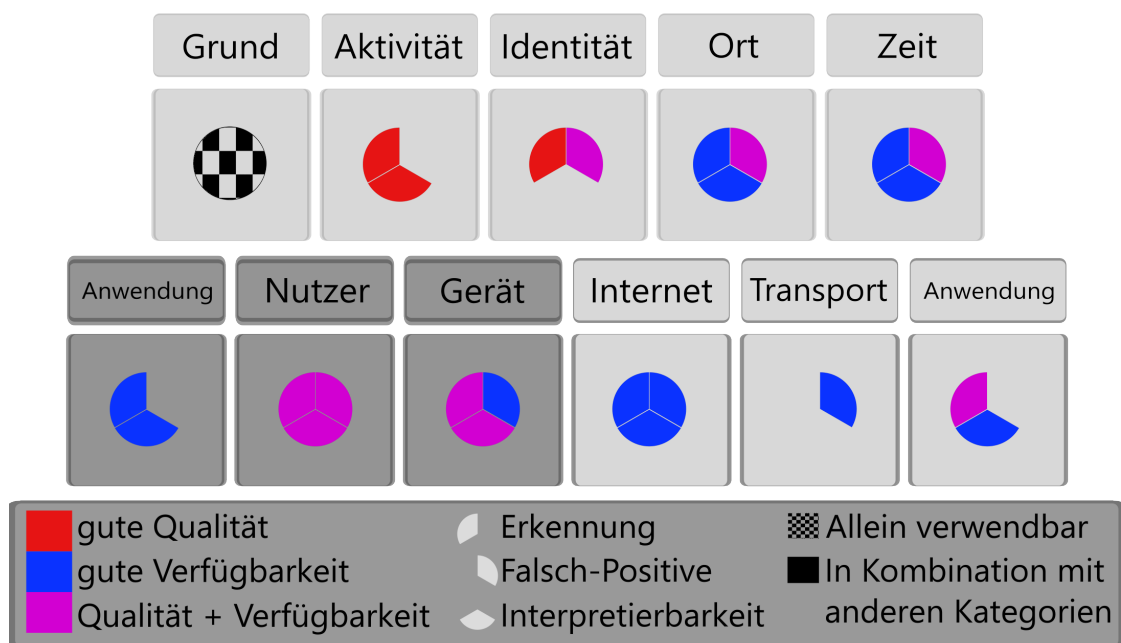 Grund Aktivität Identität Ort Zeit
Anwendung Nutzer Gerät Internet Transport Anwendung
gute Qualität Erkennung Allein verwendbar
gute Verfügbarkeit Falsch-Positive In Kombination mit
Qualität + Verfügbarkeit Interpretierbarkeit anderen Kategorien